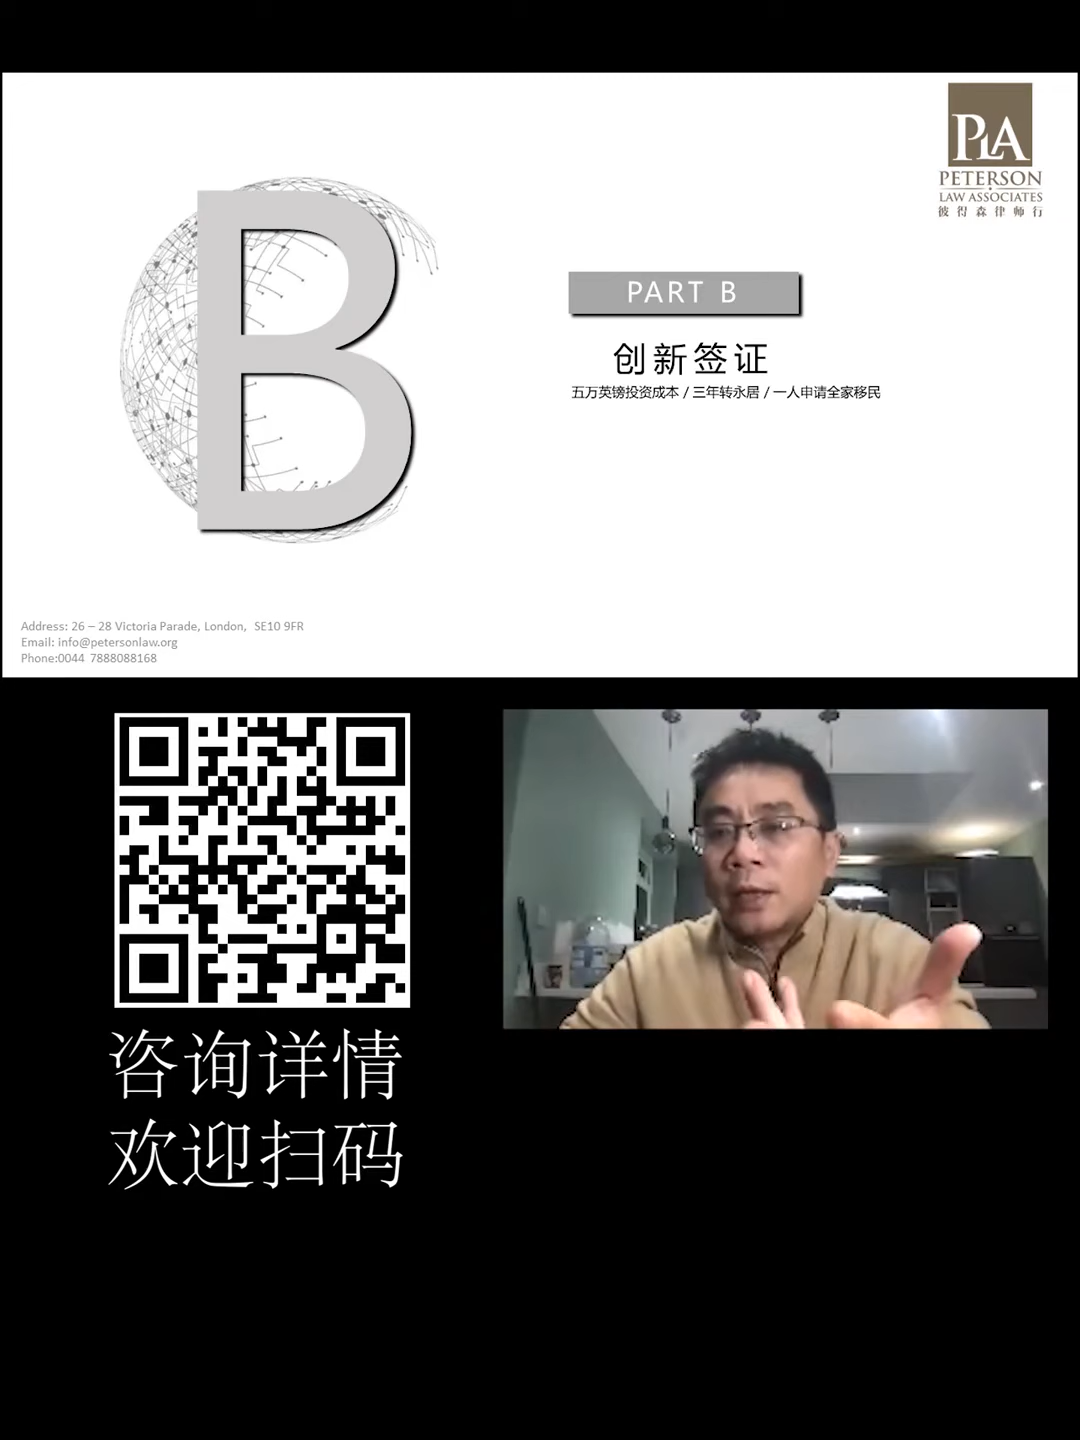 PLA
PETERSON
LAW ASSOCIATES
彼得森律师行
B
PART B
创新签证
五万英镑投资成本 / 三年转永居 / 一人申请全家移民
Address: 26 – 28 Victoria Parade, London, SE10 9FR
Email: info@petersonlaw.org
Phone:0044 7888088168
咨询详情
欢迎扫码